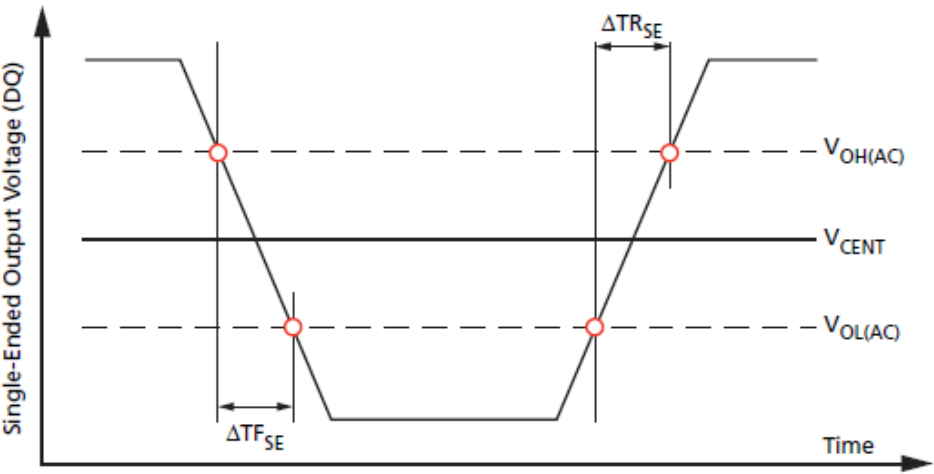 ΔTR_SE
Single-Ended Output Voltage (DQ)
V_OH(AC)
V_CENT
V_OL(AC)
ΔTF_SE
Time